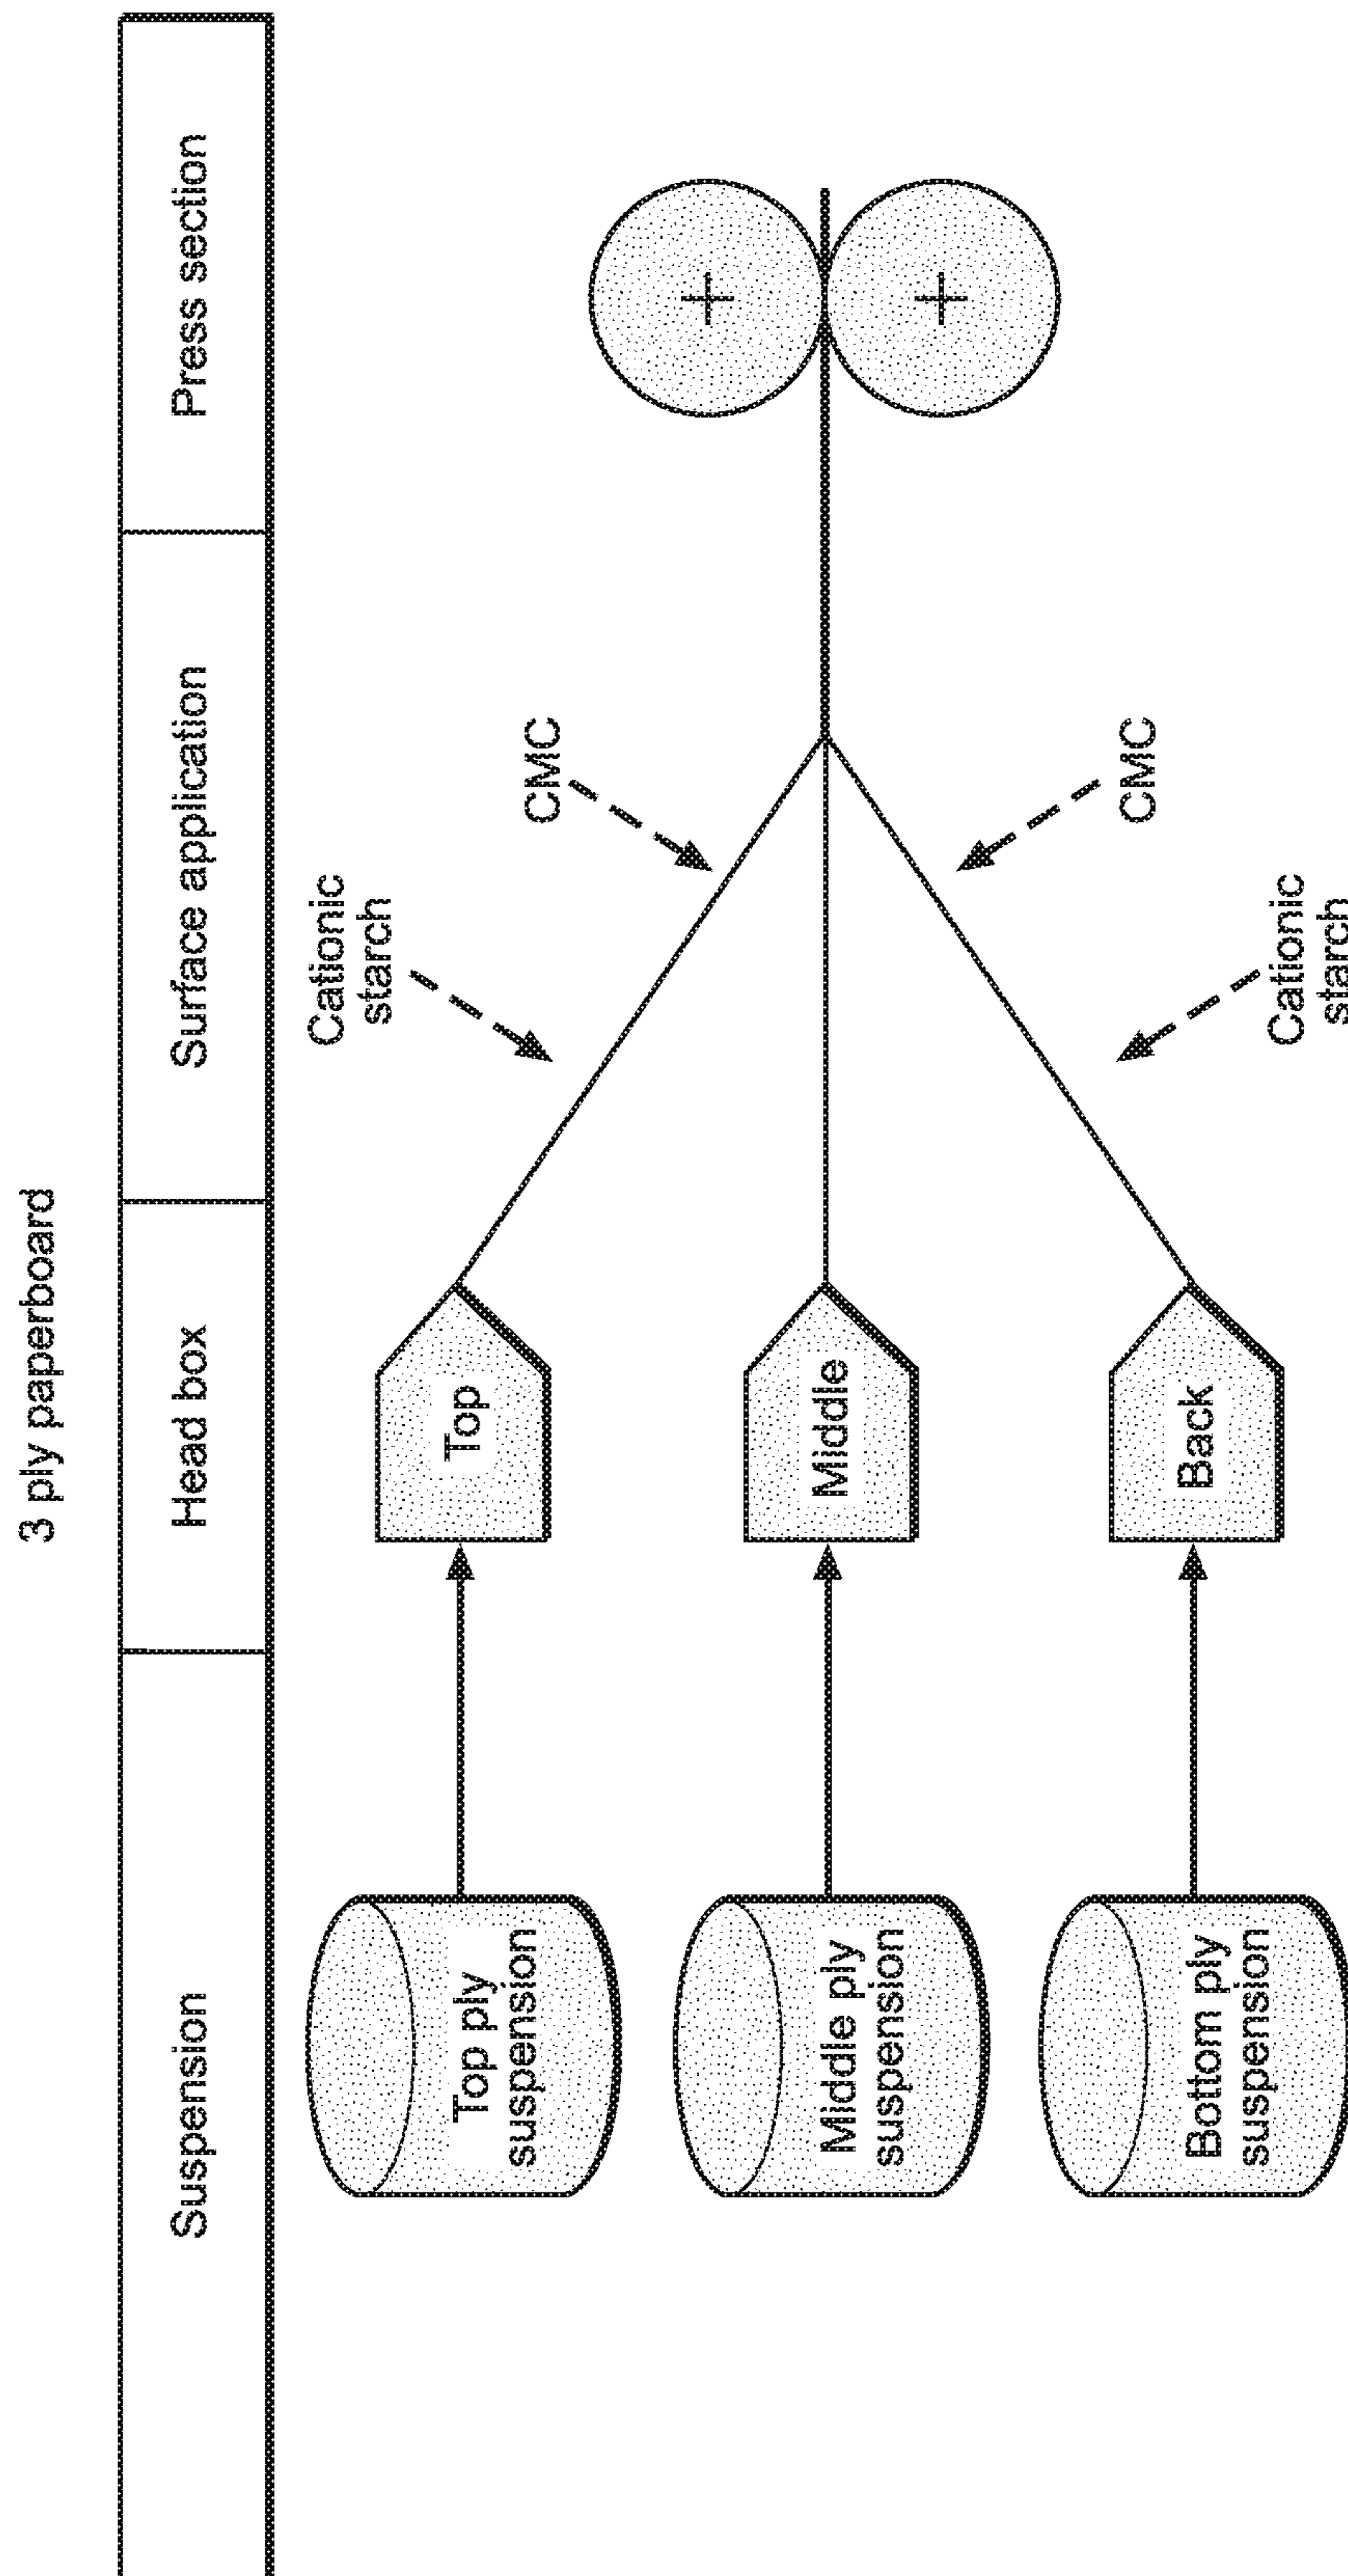 3 ply paperboard
Suspension
Head box
Surface application
Press section
Top ply
suspension
Top
Cationic
starch
CMC
Middle ply
suspension
Middle
Bottom ply
suspension
Back
CMC
Cationic
starch